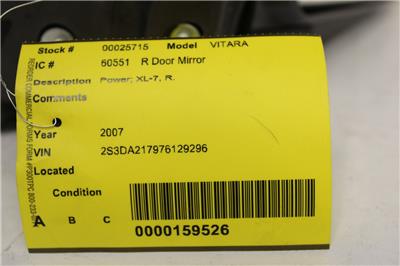 Stock # 00025715 Model VITARA
IC # 60551 R Door Mirror
Description Power; XL-7, R.
Comments
Year 2007
VIN 2S3DA217976129296
Located
Condition
A B C
0000159526